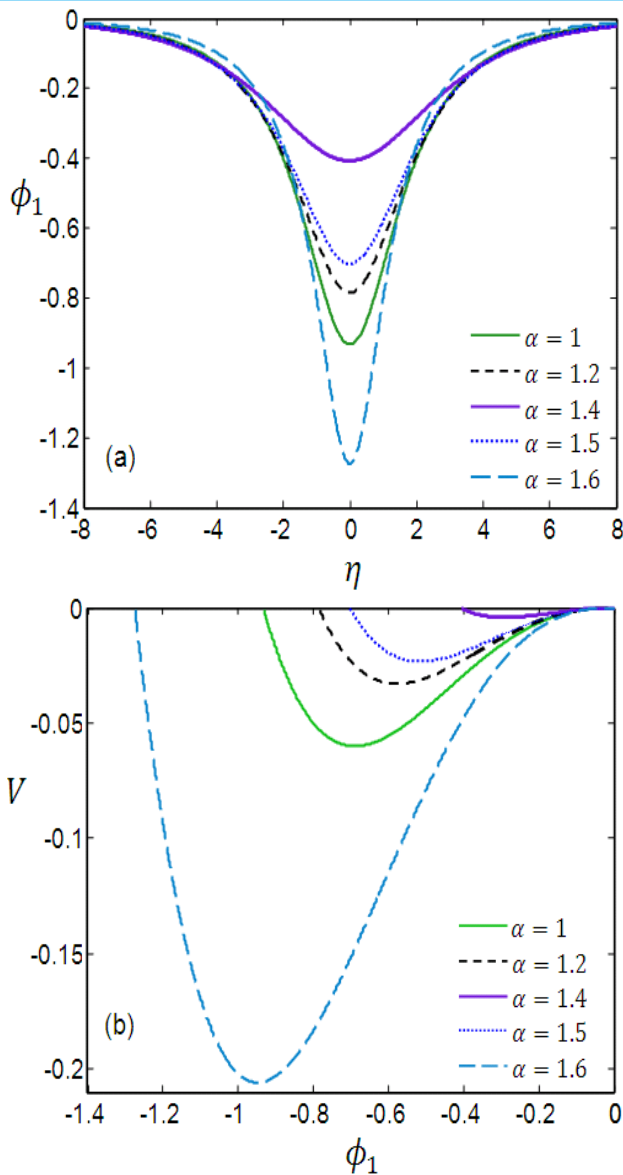 0
-0.2
-0.4
ϕ₁ -0.6
-0.8
-1
-1.2
-1.4
-8 -6 -4 -2 0 2 4 6 8
η
(a)
α = 1
α = 1.2
α = 1.4
α = 1.5
α = 1.6
0
-0.05
V
-0.1
-0.15
-0.2
-1.4 -1.2 -1 -0.8 -0.6 -0.4 -0.2 0
ϕ₁
(b)
α = 1
α = 1.2
α = 1.4
α = 1.5
α = 1.6